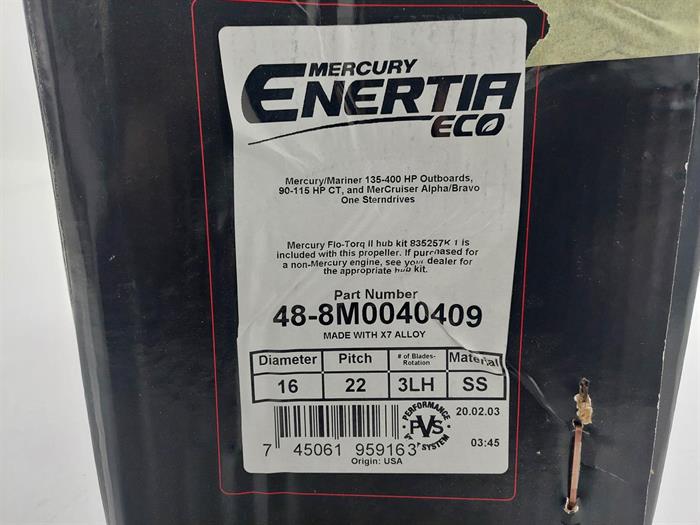 MERCURY
ENERTIA
ECO
Mercury/Mariner 135-400 HP Outboards,
90-115 HP CT, and MerCruiser Alpha/Bravo
One Sterndrives
Mercury Flo-Torq II hub kit 835257K 1 is
included with this propeller. If purchased for
a non-Mercury engine, see your dealer for
the appropriate hub kit.
Part Number
48-8M0040409
MADE WITH X7 ALLOY
Diameter Pitch # of Blades- Material
Rotation
16 22 3LH SS
PERFORMANCE
PVS
SYSTEM
20.02.03
03:45
7 45061 959163
Origin: USA